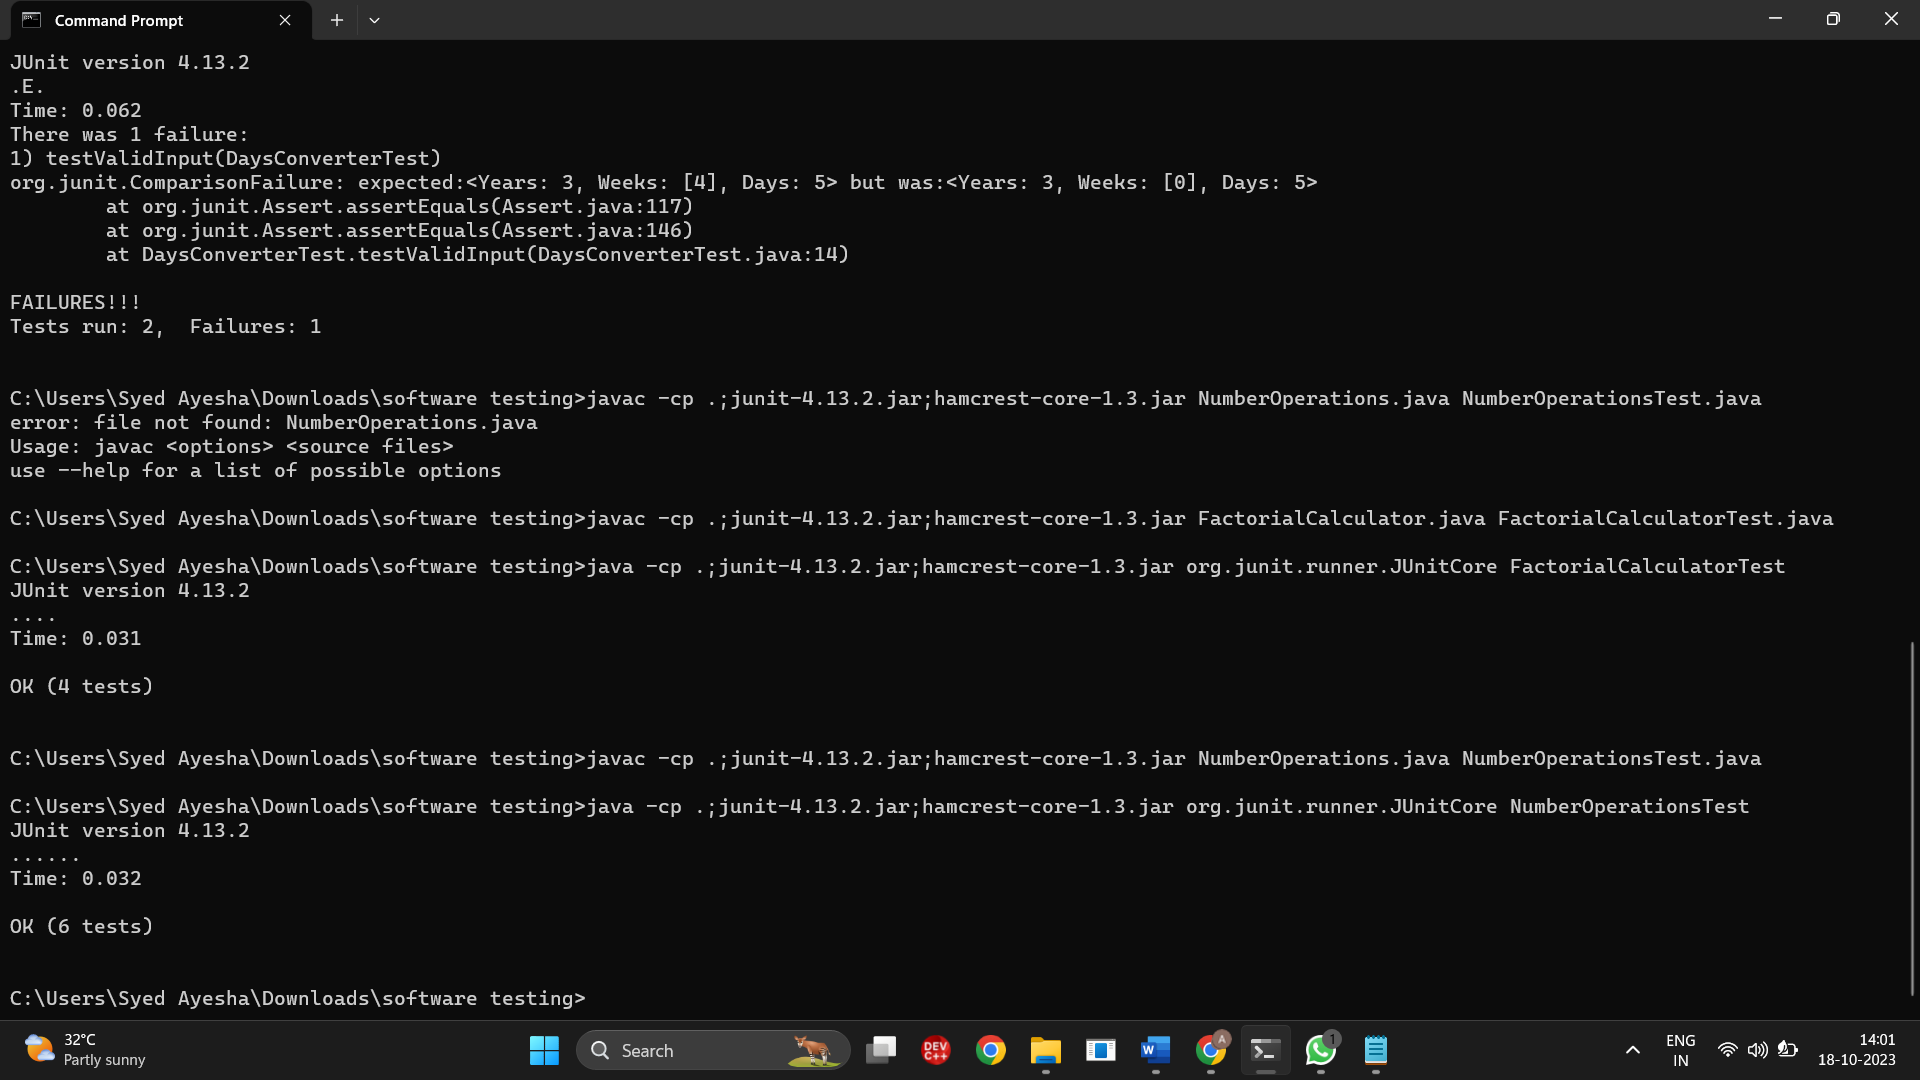 Command Prompt
JUnit version 4.13.2
.E.
Time: 0.062
There was 1 failure:
1) testValidInput(DaysConverterTest)
org.junit.ComparisonFailure: expected:<Years: 3, Weeks: [4], Days: 5> but was:<Years: 3, Weeks: [0], Days: 5>
        at org.junit.Assert.assertEquals(Assert.java:117)
        at org.junit.Assert.assertEquals(Assert.java:146)
        at DaysConverterTest.testValidInput(DaysConverterTest.java:14)
FAILURES!!!
Tests run: 2,  Failures: 1
C:\Users\Syed Ayesha\Downloads\software testing>javac -cp .;junit-4.13.2.jar;hamcrest-core-1.3.jar NumberOperations.java NumberOperationsTest.java
error: file not found: NumberOperations.java
Usage: javac <options> <source files>
use --help for a list of possible options
C:\Users\Syed Ayesha\Downloads\software testing>javac -cp .;junit-4.13.2.jar;hamcrest-core-1.3.jar FactorialCalculator.java FactorialCalculatorTest.java
C:\Users\Syed Ayesha\Downloads\software testing>java -cp .;junit-4.13.2.jar;hamcrest-core-1.3.jar org.junit.runner.JUnitCore FactorialCalculatorTest
JUnit version 4.13.2
....
Time: 0.031
OK (4 tests)
C:\Users\Syed Ayesha\Downloads\software testing>javac -cp .;junit-4.13.2.jar;hamcrest-core-1.3.jar NumberOperations.java NumberOperationsTest.java
C:\Users\Syed Ayesha\Downloads\software testing>java -cp .;junit-4.13.2.jar;hamcrest-core-1.3.jar org.junit.runner.JUnitCore NumberOperationsTest
JUnit version 4.13.2
......
Time: 0.032
OK (6 tests)
C:\Users\Syed Ayesha\Downloads\software testing>
32°C
Partly sunny
Search
DEV
C++
W
A
1
ENG
IN
14:01
18-10-2023